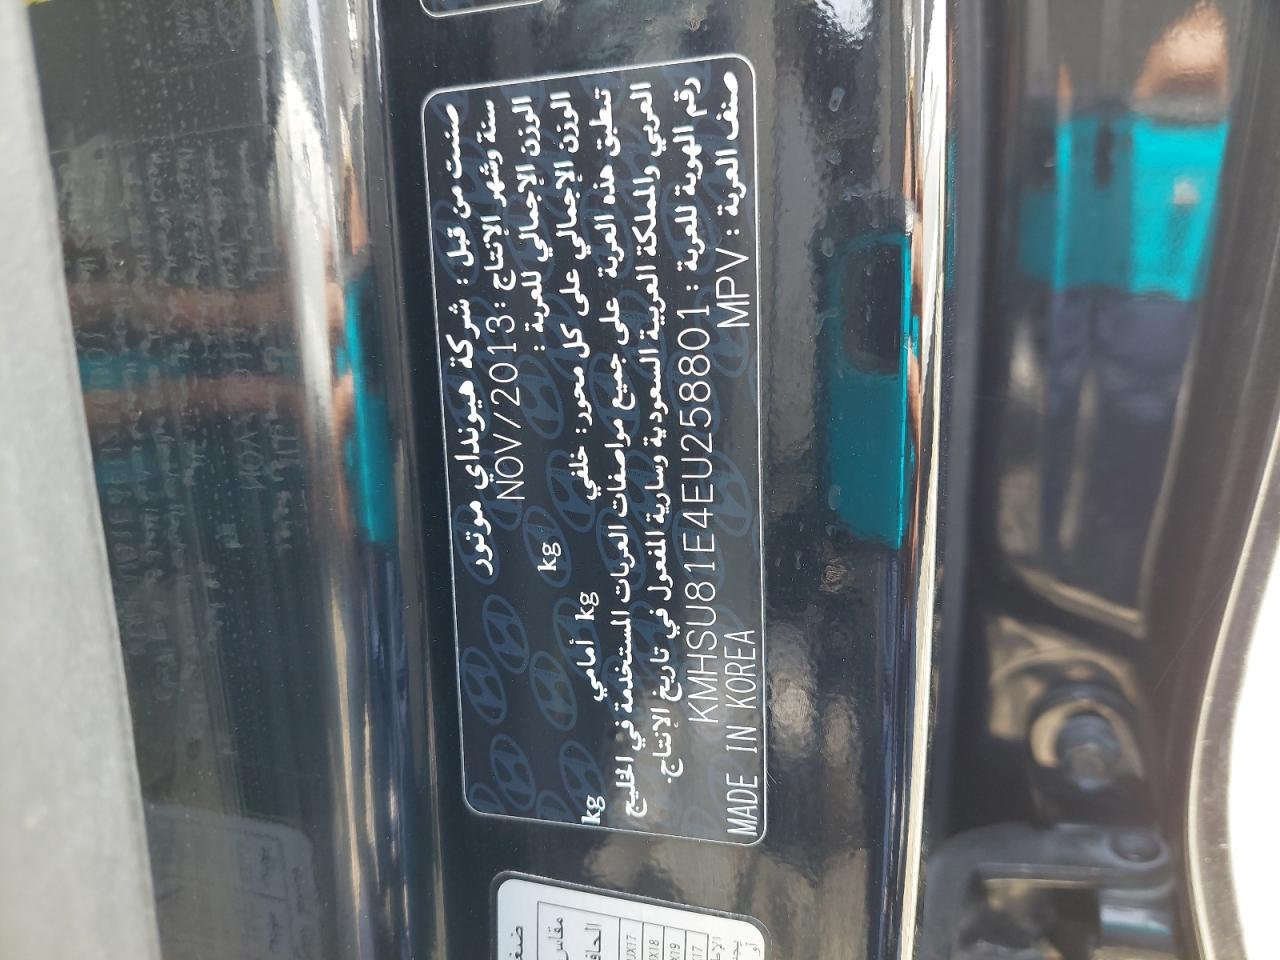 صنعت من قبل : شركة هيونداي موتور
سنة وشهر الإنتاج : NOV/2013
الوزن الإجمالي للعربة : kg
الوزن الإجمالي على كل محور: خلفي kg أمامي kg
تنطبق هذه العربة على جميع مواصفات العربات المستخدمة في الخليج
العربي والمملكة العربية السعودية وسارية المفعول في تاريخ الإنتاج.
رقم الهوية للعربة : KMHSU81E4EU258801
صنف العربة : MPV MADE IN KOREA
مقاس